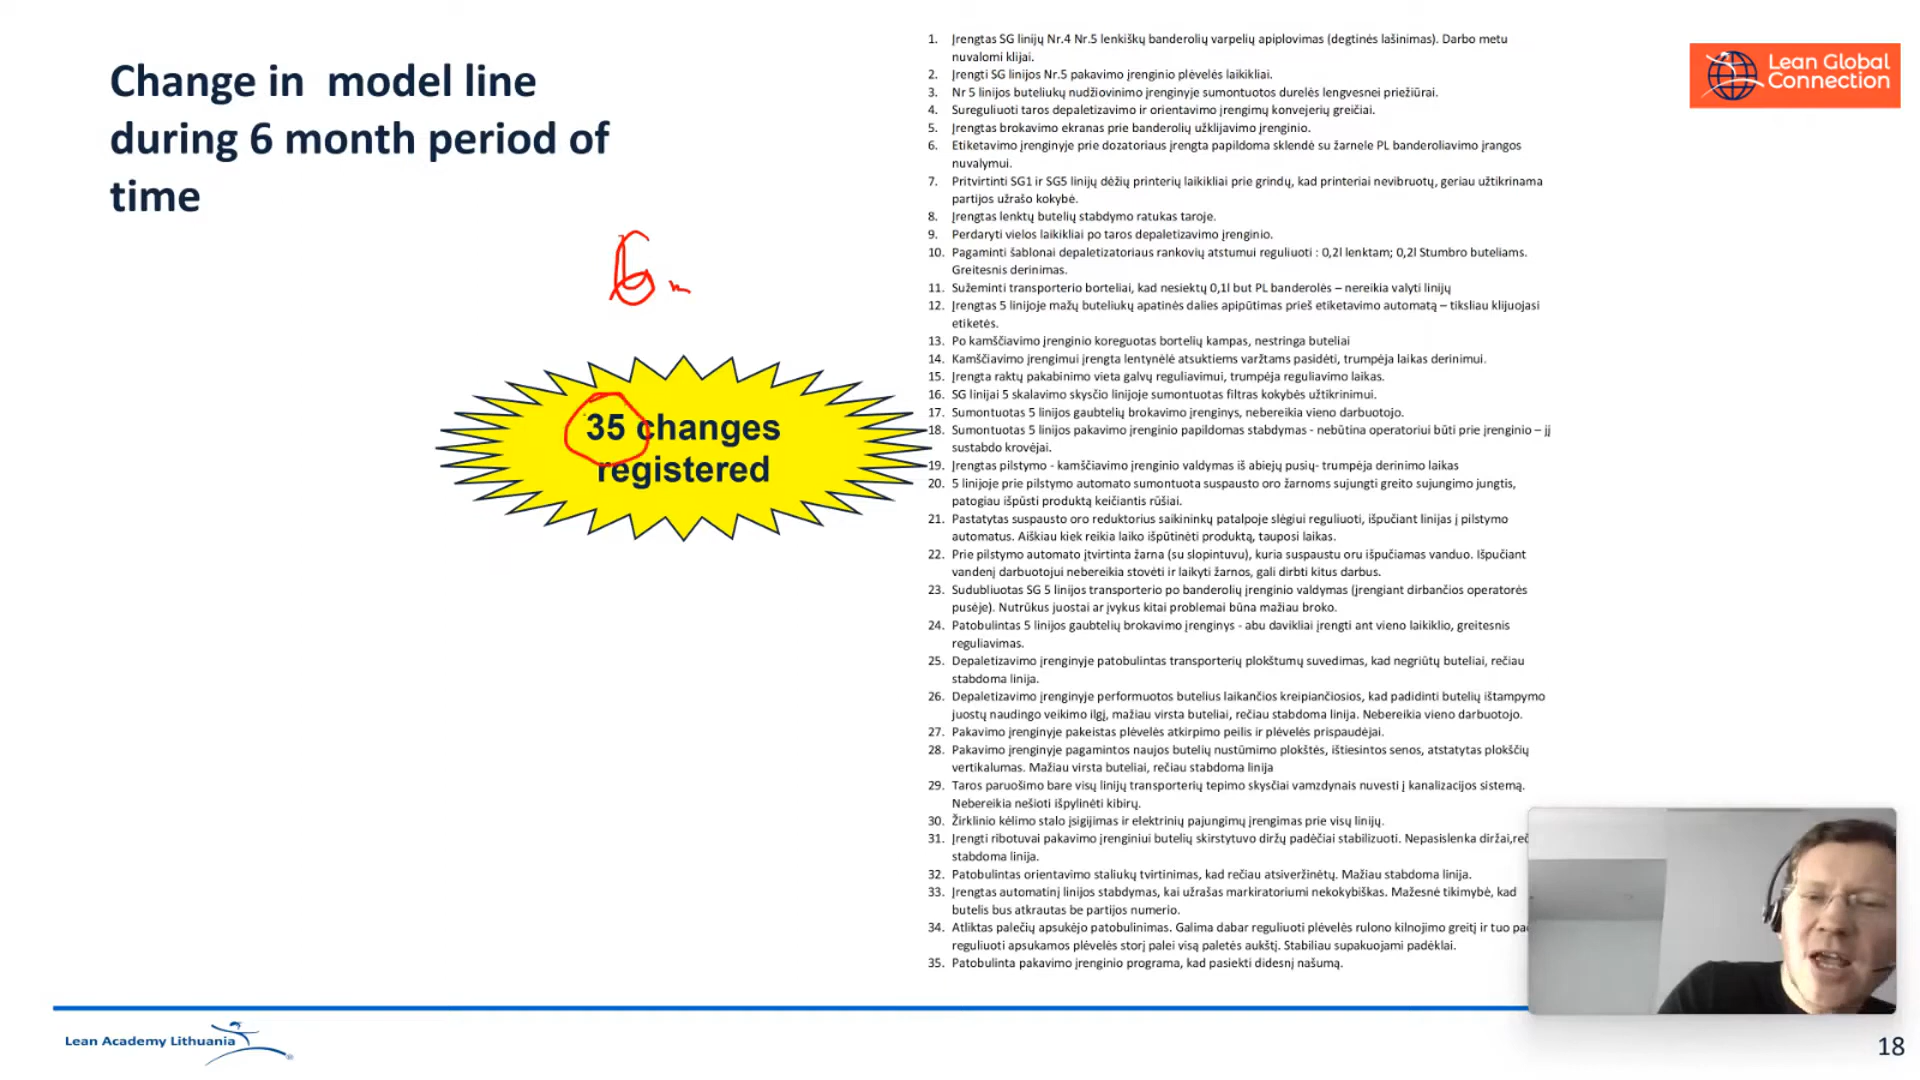 Change in  model line
during 6 month period of
time
6 m
35 changes
registered
1. Įrengtas SG linijų Nr.4 Nr.5 lenkiškų banderolių varpelių apiplovimas (degtinės lašinimas). Darbo metu
nuvalomi klijai.
2. Įrengti SG linijos Nr.5 pakavimo įrenginio plėvelės laikikliai.
3. Nr 5 linijos buteliukų nudžiovinimo įrenginyje sumontuotos durelės lengvesnei priežiūrai.
4. Sureguliuoti taros depaletizavimo ir orientavimo įrengimų konvejerių greičiai.
5. Įrengtas brokavimo ekranas prie banderolių užklijavimo įrenginio.
6. Etiketavimo įrenginyje prie dozatoriaus įrengta papildoma sklendė su žarnele PL banderoliavimo įrangos
nuvalymui.
7. Pritvirtinti SG1 ir SG5 linijų dėžių printerių laikikliai prie grindų, kad printeriai nevibruotų, geriau užtikrinama
partijos užrašo kokybė.
8. Įrengtas lenktų butelių stabdymo ratukas taroje.
9. Perdaryti vielos laikikliai po taros depaletizavimo įrenginio.
10. Pagaminti šablonai depaletizatoriaus rankovių atstumui reguliuoti : 0,2l lenktam; 0,2l Stumbro buteliams.
Greitesnis derinimas.
11. Sužeminti transporterio borteliai, kad nesiektų 0,1l but PL banderolės – nereikia valyti linijų
12. Įrengtas 5 linijoje mažų buteliukų apatinės dalies apipūtimas prieš etiketavimo automatą – tiksliau klijuojasi
etiketės.
13. Po kamščiavimo įrenginio koreguotas bortelių kampas, nestringa buteliai
14. Kamščiavimo įrengimui įrengta lentynėlė atsuktiems varžtams pasidėti, trumpėja laikas derinimui.
15. Įrengta raktų pakabinimo vieta galvų reguliavimui, trumpėja reguliavimo laikas.
16. SG linijai 5 skalavimo skysčio linijoje sumontuotas filtras kokybės užtikrinimui.
17. Sumontuotas 5 linijos gaubtelių brokavimo įrenginys, nebereikia vieno darbuotojo.
18. Sumontuotas 5 linijos pakavimo įrenginio papildomas stabdymas - nebūtina operatoriui būti prie įrenginio – jį
sustabdo krovėjai.
19. Įrengtas pilstymo - kamščiavimo įrenginio valdymas iš abiejų pusių- trumpėja derinimo laikas
20. 5 linijoje prie pilstymo automato sumontuota suspausto oro žarnoms sujungti greito sujungimo jungtis,
patogiau išpūsti produktą keičiantis rūšiai.
21. Pastatytas suspausto oro reduktorius saikininkų patalpoje slėgiui reguliuoti, išpučiant linijas į pilstymo
automatus. Aiškiau kiek reikia laiko išpūtinėti produktą, tauposi laikas.
22. Prie pilstymo automato įtvirtinta žarna (su slopintuvu), kuria suspaustu oru išpučiamas vanduo. Išpučiant
vandenį darbuotojui nebereikia stovėti ir laikyti žarnos, gali dirbti kitus darbus.
23. Sudubliuotas SG 5 linijos transporterio po banderolių įrenginio valdymas (įrengiant dirbančios operatorės
pusėje). Nutrūkus juostai ar įvykus kitai problemai būna mažiau broko.
24. Patobulintas 5 linijos gaubtelių brokavimo įrenginys - abu davikliai įrengti ant vieno laikiklio, greitesnis
reguliavimas.
25. Depaletizavimo įrenginyje patobulintas transporterių plokštumų suvedimas, kad negriūtų buteliai, rečiau
stabdoma linija.
26. Depaletizavimo įrenginyje performuotos butelius laikančios kreipiančiosios, kad padidinti butelių ištampymo
juostų naudingo veikimo ilgį, mažiau virsta buteliai, rečiau stabdoma linija. Nebereikia vieno darbuotojo.
27. Pakavimo įrenginyje pakeistas plėvelės atkirpimo peilis ir plėvelės prispaudėjai.
28. Pakavimo įrenginyje pagamintos naujos butelių nustūmimo plokštės, ištiesintos senos, atstatytas plokščių
vertikalumas. Mažiau virsta buteliai, rečiau stabdoma linija
29. Taros paruošimo bare visų linijų transporterių tepimo skysčiai vamzdynais nuvesti į kanalizacijos sistemą.
Nebereikia nešioti išpylinėti kibirų.
30. Žirklinio kėlimo stalo įsigijimas ir elektrinių pajungimų įrengimas prie visų linijų.
31. Įrengti ribotuvai pakavimo įrenginiui butelių skirstytuvo diržų padėčiai stabilizuoti. Nepasislenka diržai,reč
stabdoma linija.
32. Patobulintas orientavimo staliukų tvirtinimas, kad rečiau atsiveržinėtų. Mažiau stabdoma linija.
33. Įrengtas automatinį linijos stabdymas, kai užrašas markiratoriumi nekokybiškas. Mažesnė tikimybė, kad
butelis bus atkrautas be partijos numerio.
34. Atliktas palečių apsukėjo patobulinimas. Galima dabar reguliuoti plėvelės rulono kilnojimo greitį ir tuo pa
reguliuoti apsukamos plėvelės storį palei visą paletės aukštį. Stabiliau supakuojami padėklai.
35. Patobulinta pakavimo įrenginio programa, kad pasiekti didesnį našumą.
Lean Global
Connection
Lean Academy Lithuania
18